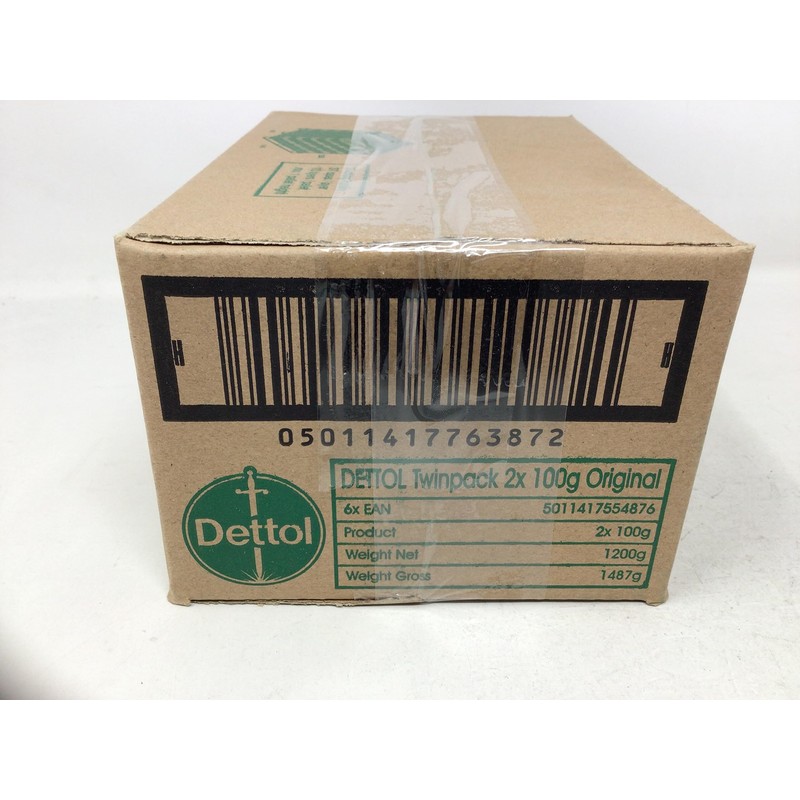 H H
05011417763872
Dettol
DETTOL Twinpack 2x 100g Original
6x EAN 5011417554876
Product 2x 100g
Weight Net 1200g
Weight Gross 1487g